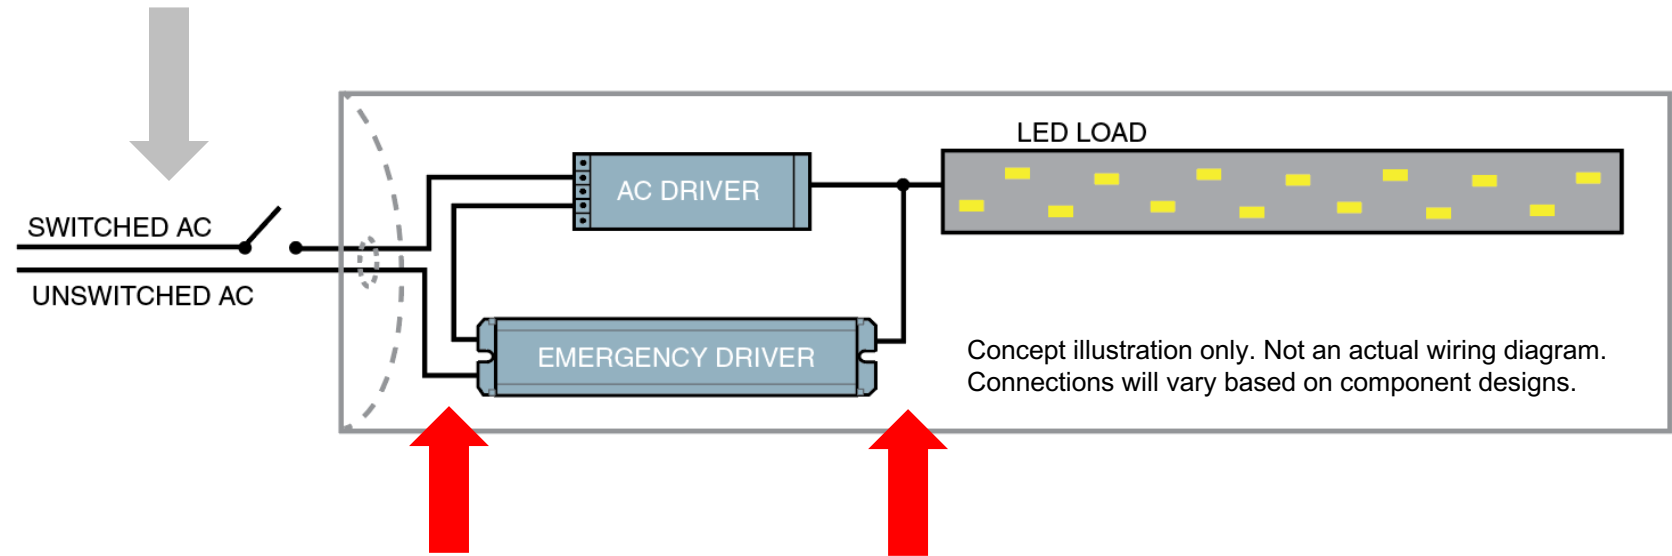 LED LOAD
AC DRIVER
SWITCHED AC
UNSWITCHED AC
EMERGENCY DRIVER
Concept illustration only. Not an actual wiring diagram.
Connections will vary based on component designs.